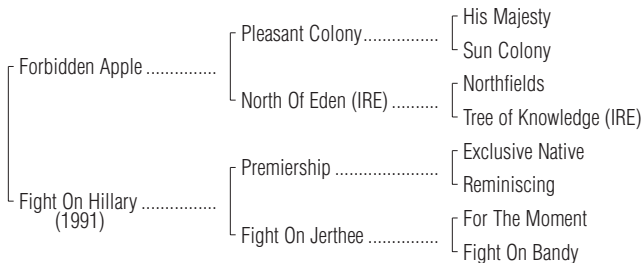 His Majesty
Pleasant Colony.................
Sun Colony
Forbidden Apple ...............
Northfields
North Of Eden (IRE) ..........
Tree of Knowledge (IRE)
Exclusive Native
Premiership .......................
Reminiscing
Fight On Hillary ................
(1991)
For The Moment
Fight On Jerthee ...............
Fight On Bandy